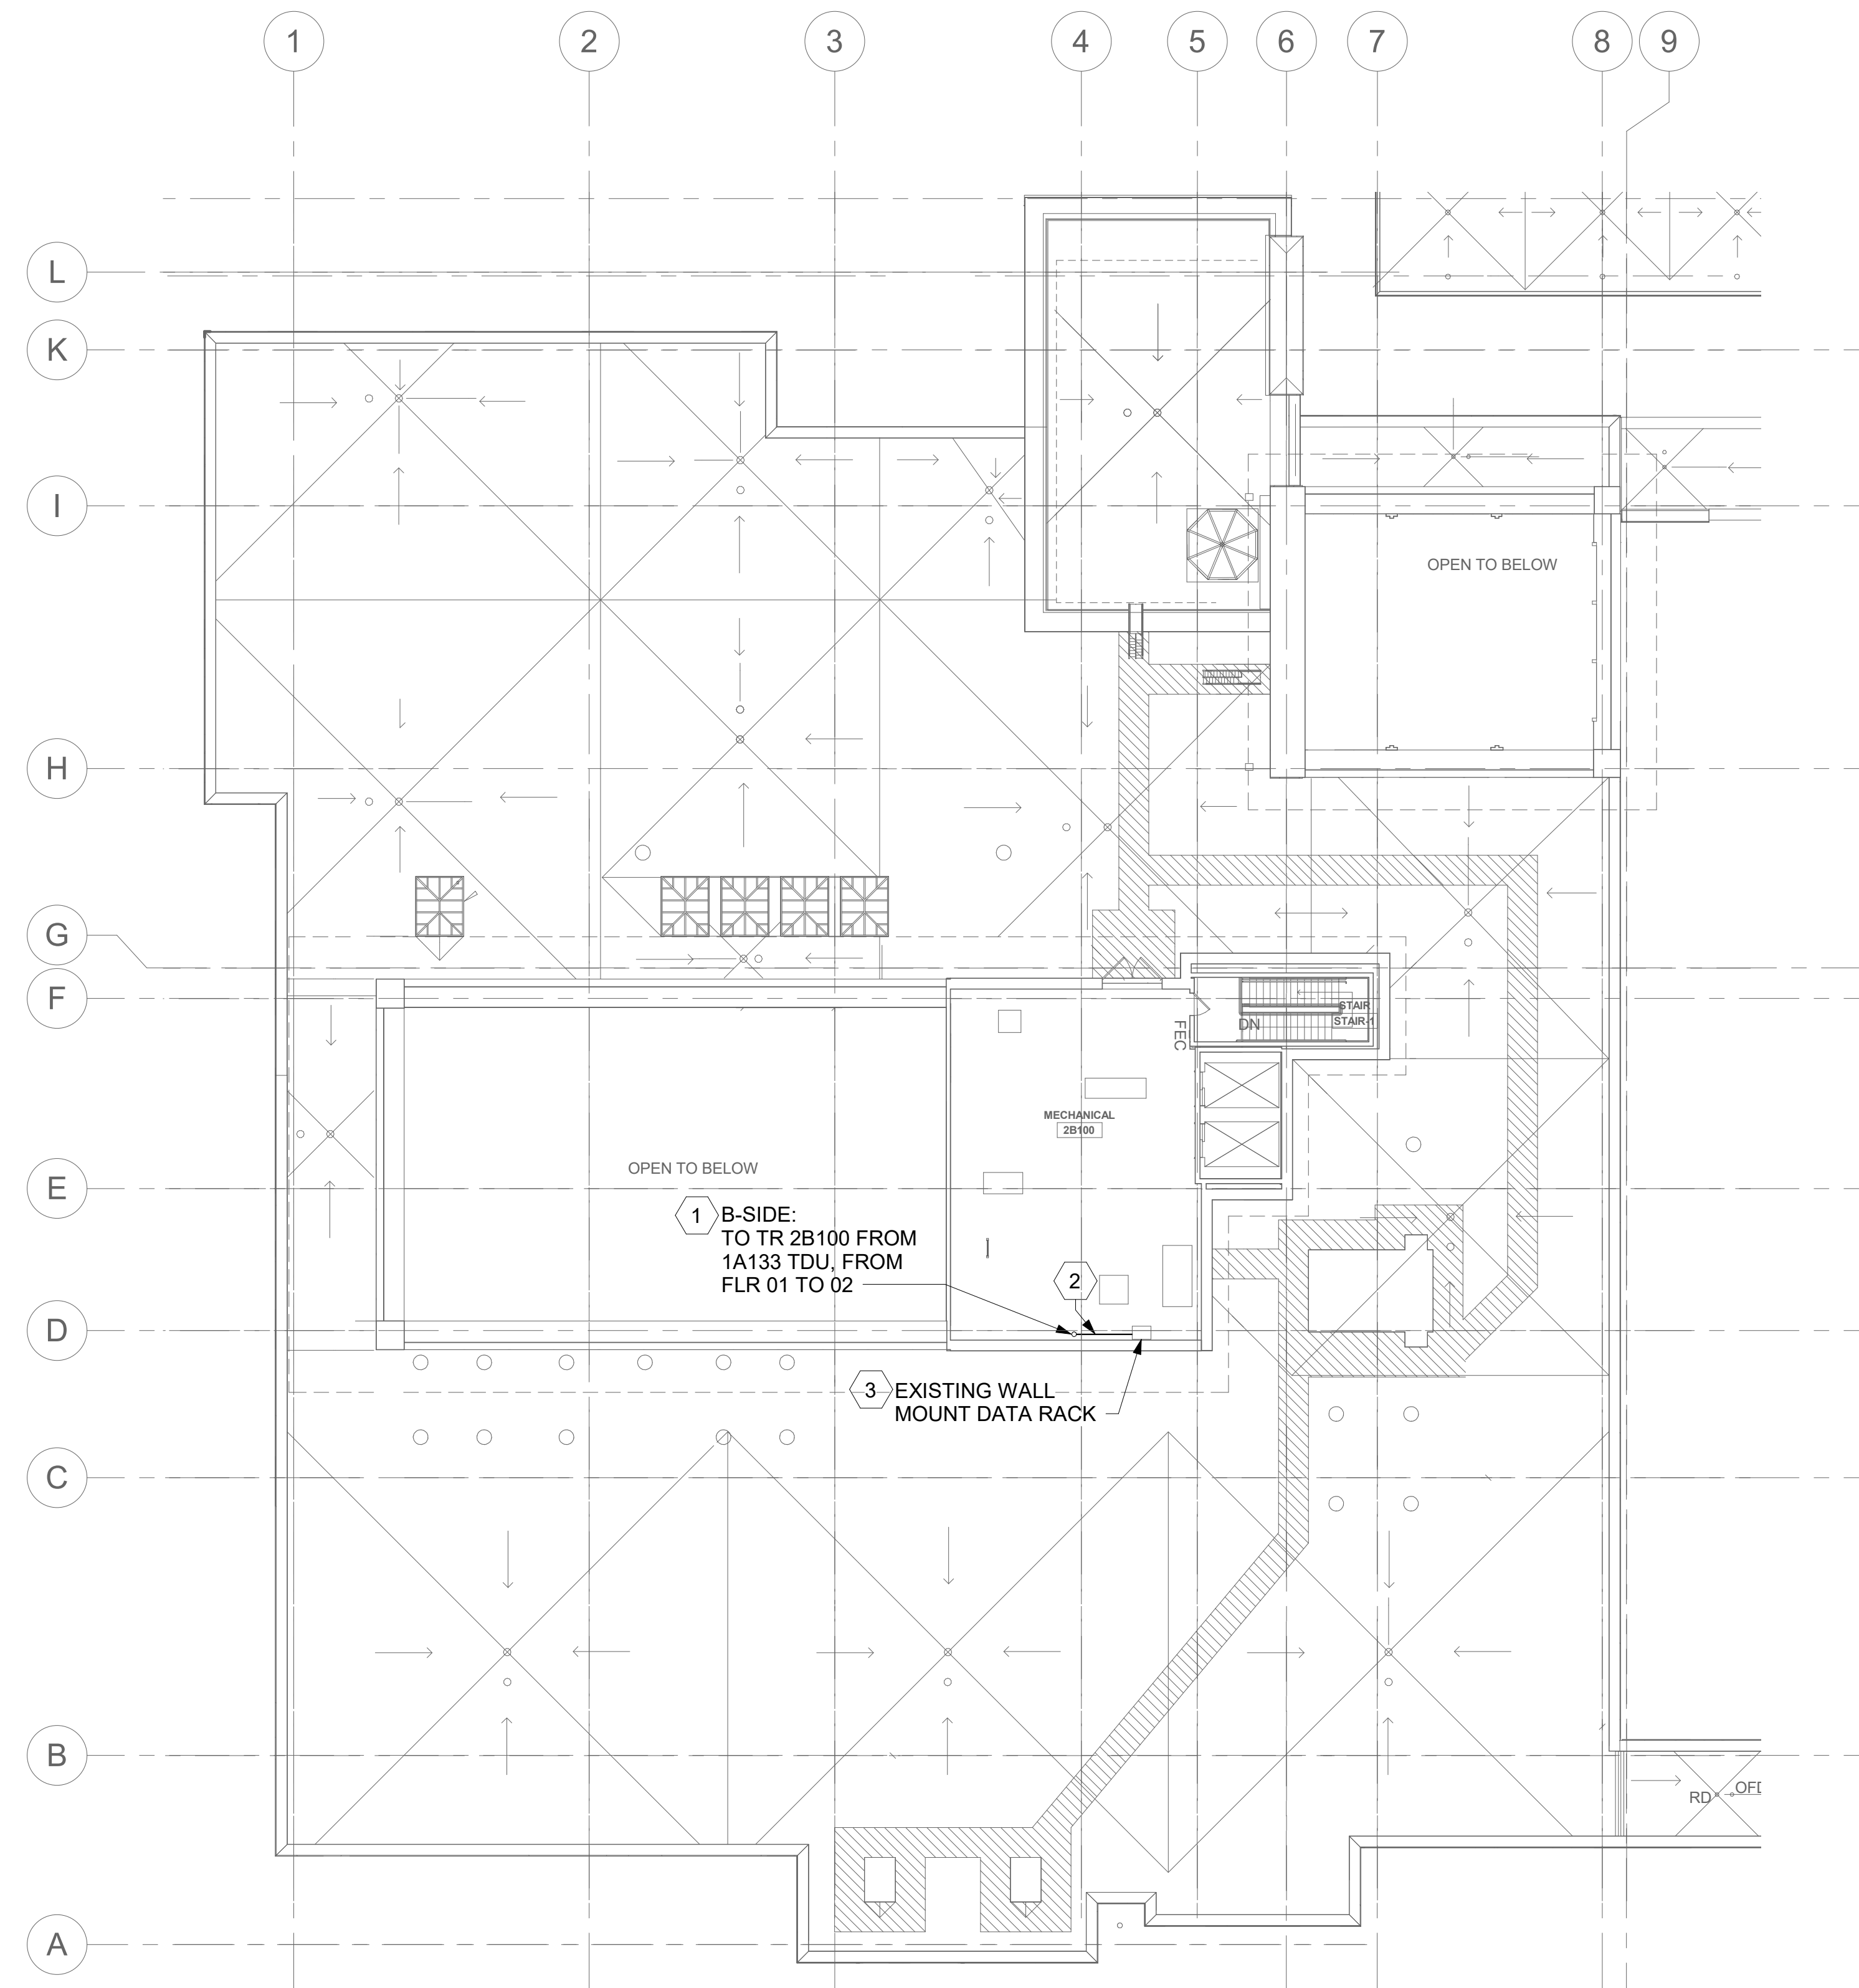 1
2
3
4
5
6
7
8
9
L
K
I
OPEN TO BELOW
H
G
F
STAIR
STAIR-1
DN
FEC
MECHANICAL
2B100
E
OPEN TO BELOW
1
B-SIDE:
TO TR 2B100 FROM
1A133 TDU, FROM
FLR 01 TO 02
2
D
3
EXISTING WALL
MOUNT DATA RACK
C
B
RD
A